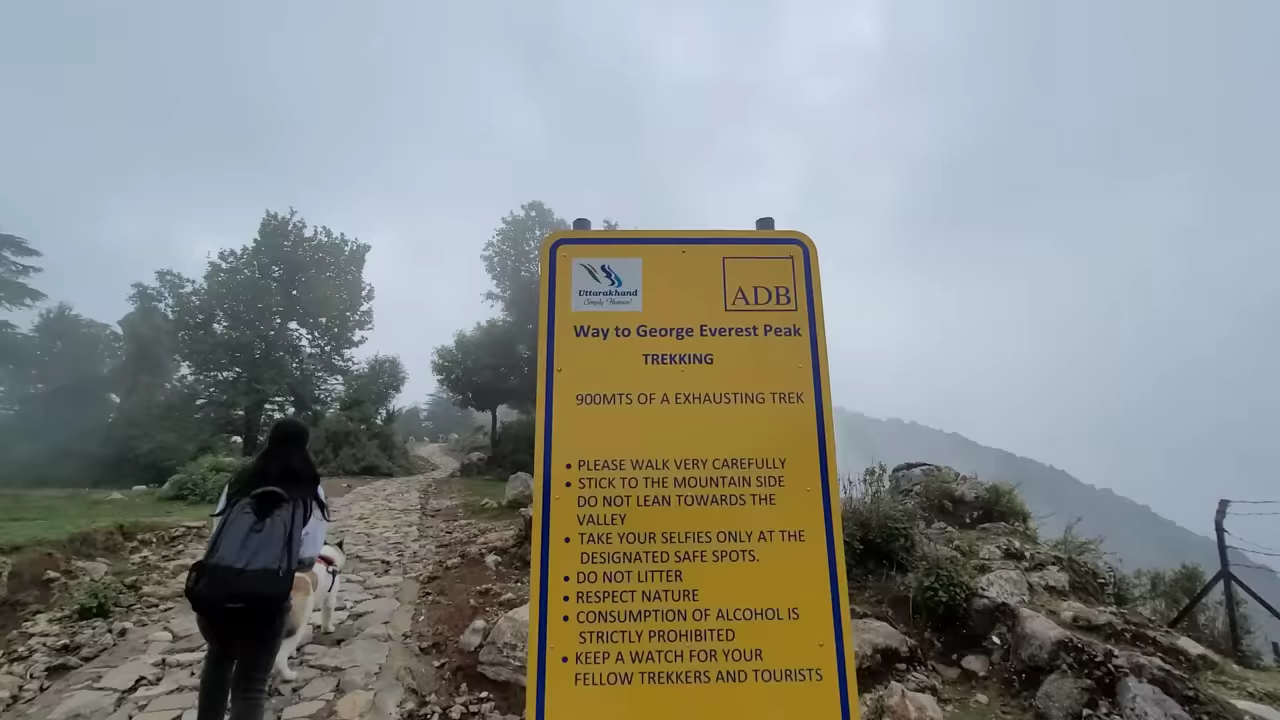 Uttarakhand
Simply Heaven!
ADB
Way to George Everest Peak
TREKKING
900MTS OF A EXHAUSTING TREK
• PLEASE WALK VERY CAREFULLY
• STICK TO THE MOUNTAIN SIDE
DO NOT LEAN TOWARDS THE
VALLEY
• TAKE YOUR SELFIES ONLY AT THE
DESIGNATED SAFE SPOTS.
• DO NOT LITTER
• RESPECT NATURE
• CONSUMPTION OF ALCOHOL IS
STRICTLY PROHIBITED
• KEEP A WATCH FOR YOUR
FELLOW TREKKERS AND TOURISTS